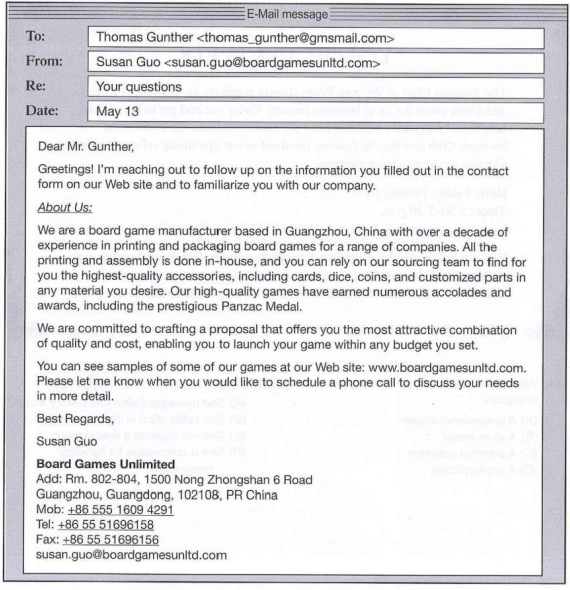 E-Mail message
To: Thomas Gunther <thomas_gunther@gmsmail.com>
From: Susan Guo <susan.guo@boardgamesunltd.com>
Re: Your questions
Date: May 13
Dear Mr. Gunther,
Greetings! I'm reaching out to follow up on the information you filled out in the contact
form on our Web site and to familiarize you with our company.
About Us:
We are a board game manufacturer based in Guangzhou, China with over a decade of
experience in printing and packaging board games for a range of companies. All the
printing and assembly is done in-house, and you can rely on our sourcing team to find for
you the highest-quality accessories, including cards, dice, coins, and customized parts in
any material you desire. Our high-quality games have earned numerous accolades and
awards, including the prestigious Panzac Medal.
We are committed to crafting a proposal that offers you the most attractive combination
of quality and cost, enabling you to launch your game within any budget you set.
You can see samples of some of our games at our Web site: www.boardgamesunltd.com.
Please let me know when you would like to schedule a phone call to discuss your needs
in more detail.
Best Regards,
Susan Guo
Board Games Unlimited
Add: Rm. 802-804, 1500 Nong Zhongshan 6 Road
Guangzhou, Guangdong, 102108, PR China
Mob: +86 555 1609 4291
Tel: +86 55 51696158
Fax: +86 55 51696156
susan.guo@boardgamesunltd.com